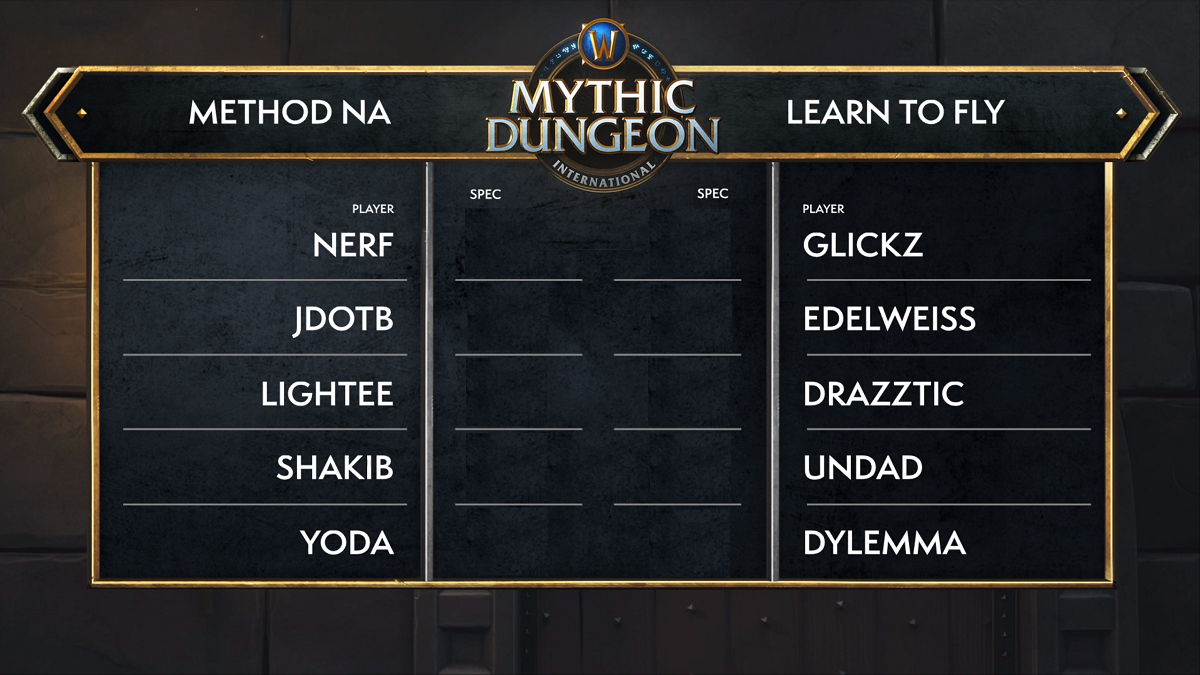 W
MYTHIC
DUNGEON
INTERNATIONAL
METHOD NA
LEARN TO FLY
PLAYER
SPEC
SPEC
PLAYER
NERF
GLICKZ
JDOTB
EDELWEISS
LIGHTEE
DRAZZTIC
SHAKIB
UNDAD
YODA
DYLEMMA